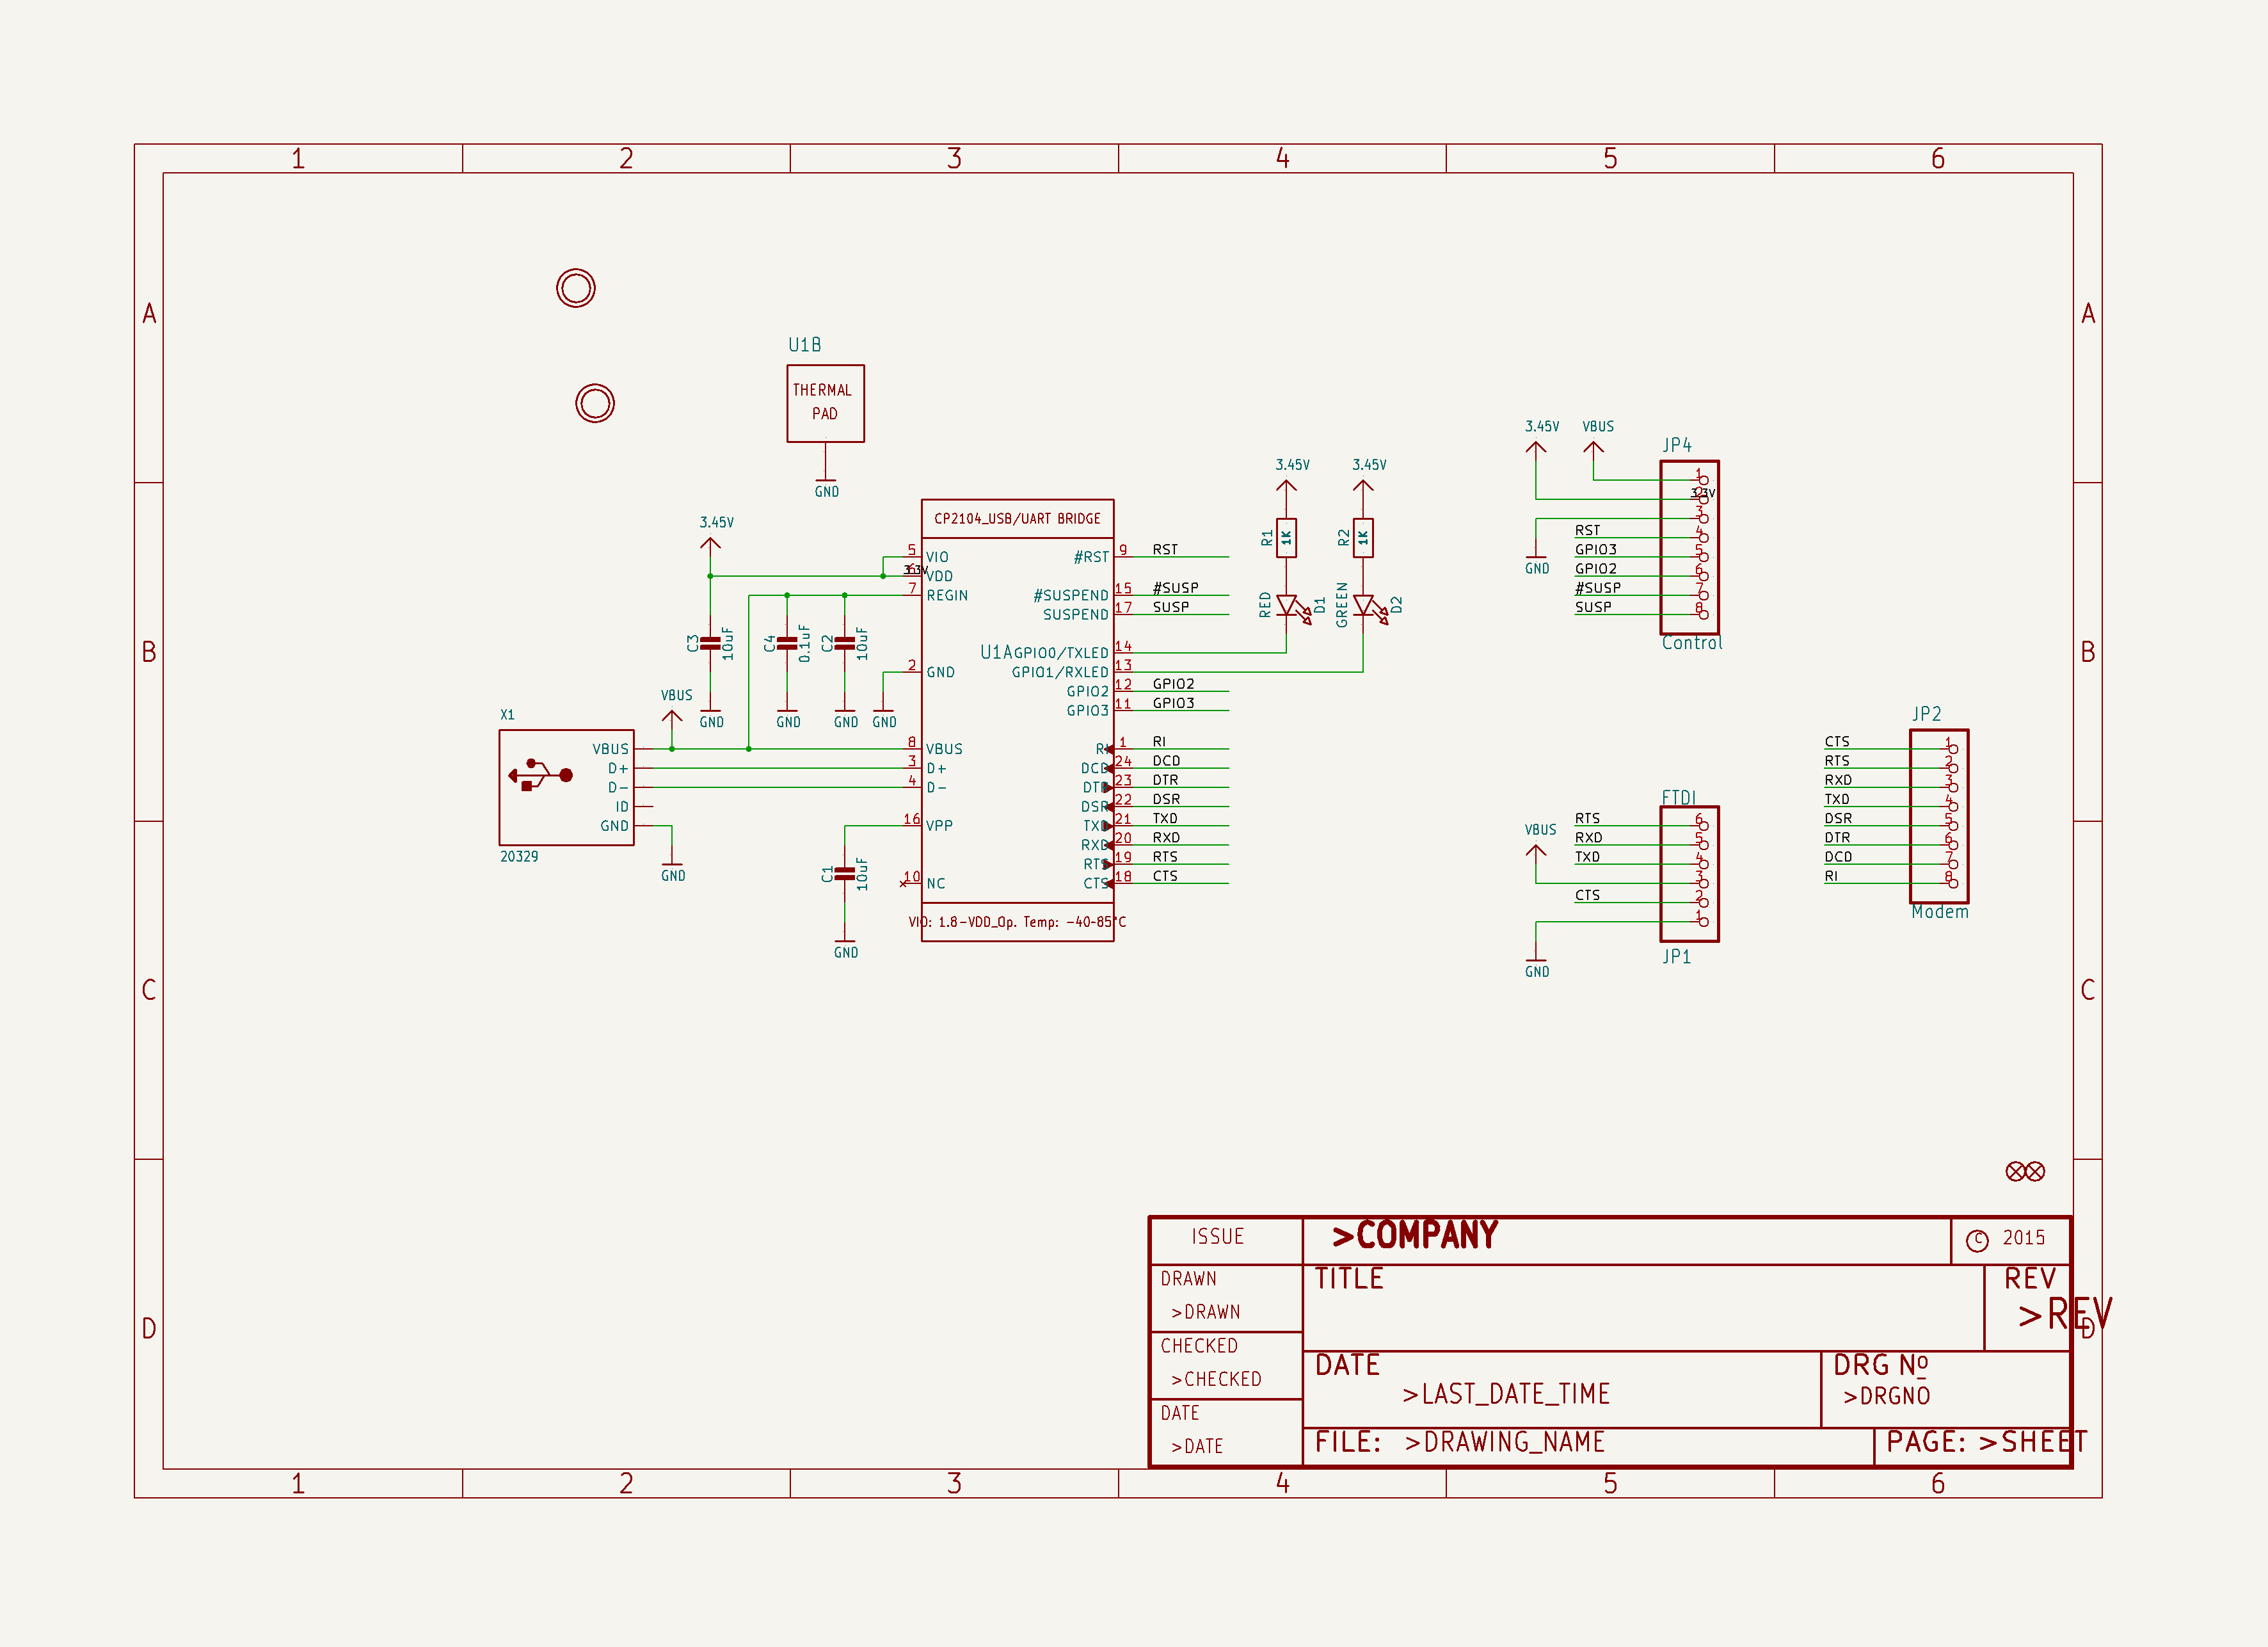 1 2 3 4 5 6
A A
B B
C C
D D
U1B
THERMAL
PAD
GND
3.45V
C3
10uF
GND
C4
0.1uF
GND
C2
10uF
GND
GND
VBUS
X1
VBUS
D+
D-
ID
GND
20329
GND
C1
10uF
GND
CP2104_USB/UART BRIDGE
5 VIO
3.3V
6 VDD
7 REGIN
2 GND
8 VBUS
3 D+
4 D-
16 VPP
10 NC
U1A
#RST 9 RST
#SUSPEND 15 #SUSP
SUSPEND 17 SUSP
GPIO0/TXLED 14
GPIO1/RXLED 13
GPIO2 12 GPIO2
GPIO3 11 GPIO3
RI 1 RI
DCD 24 DCD
DTR 23 DTR
DSR 22 DSR
TXD 21 TXD
RXD 20 RXD
RTS 19 RTS
CTS 18 CTS
VIO: 1.8-VDD_Op. Temp: -40-85°C
3.45V
R1
1K
RED
D1
3.45V
R2
1K
GREEN
D2
3.45V
VBUS
JP4
1
2
3.3V
3
RST 4
GPIO3 5
GPIO2 6
#SUSP 7
SUSP 8
GND
Control
FTDI
RTS 6
RXD 5
TXD 4
VBUS
3
CTS 2
1
GND
JP1
JP2
CTS 1
RTS 2
RXD 3
TXD 4
DSR 5
DTR 6
DCD 7
RI 8
Modem
ISSUE
>COMPANY
C 2015
DRAWN
>DRAWN
TITLE
REV
>REV
CHECKED
>CHECKED
DATE
>LAST_DATE_TIME
DRG Nº
>DRGNO
DATE
>DATE
FILE: >DRAWING_NAME
PAGE: >SHEET
1 2 3 4 5 6